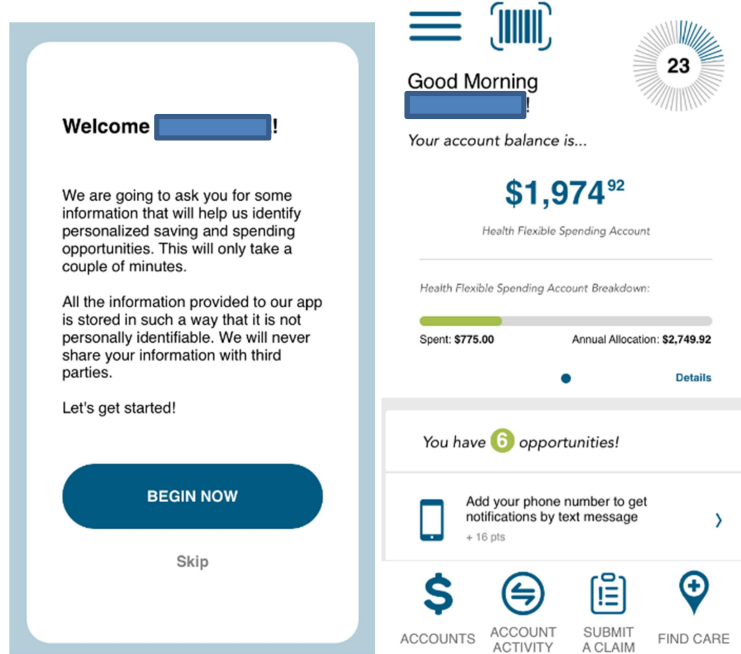 Welcome !
We are going to ask you for some
information that will help us identify
personalized saving and spending
opportunities. This will only take a
couple of minutes.
All the information provided to our app
is stored in such a way that it is not
personally identifiable. We will never
share your information with third
parties.
Let's get started!
BEGIN NOW
Skip
23
Good Morning
!
Your account balance is...
$1,974 92
Health Flexible Spending Account
Health Flexible Spending Account Breakdown:
Spent: $775.00 Annual Allocation: $2,749.92
Details
You have 6 opportunities!
Add your phone number to get
notifications by text message
+ 16 pts
ACCOUNTS
ACCOUNT
ACTIVITY
SUBMIT
A CLAIM
FIND CARE